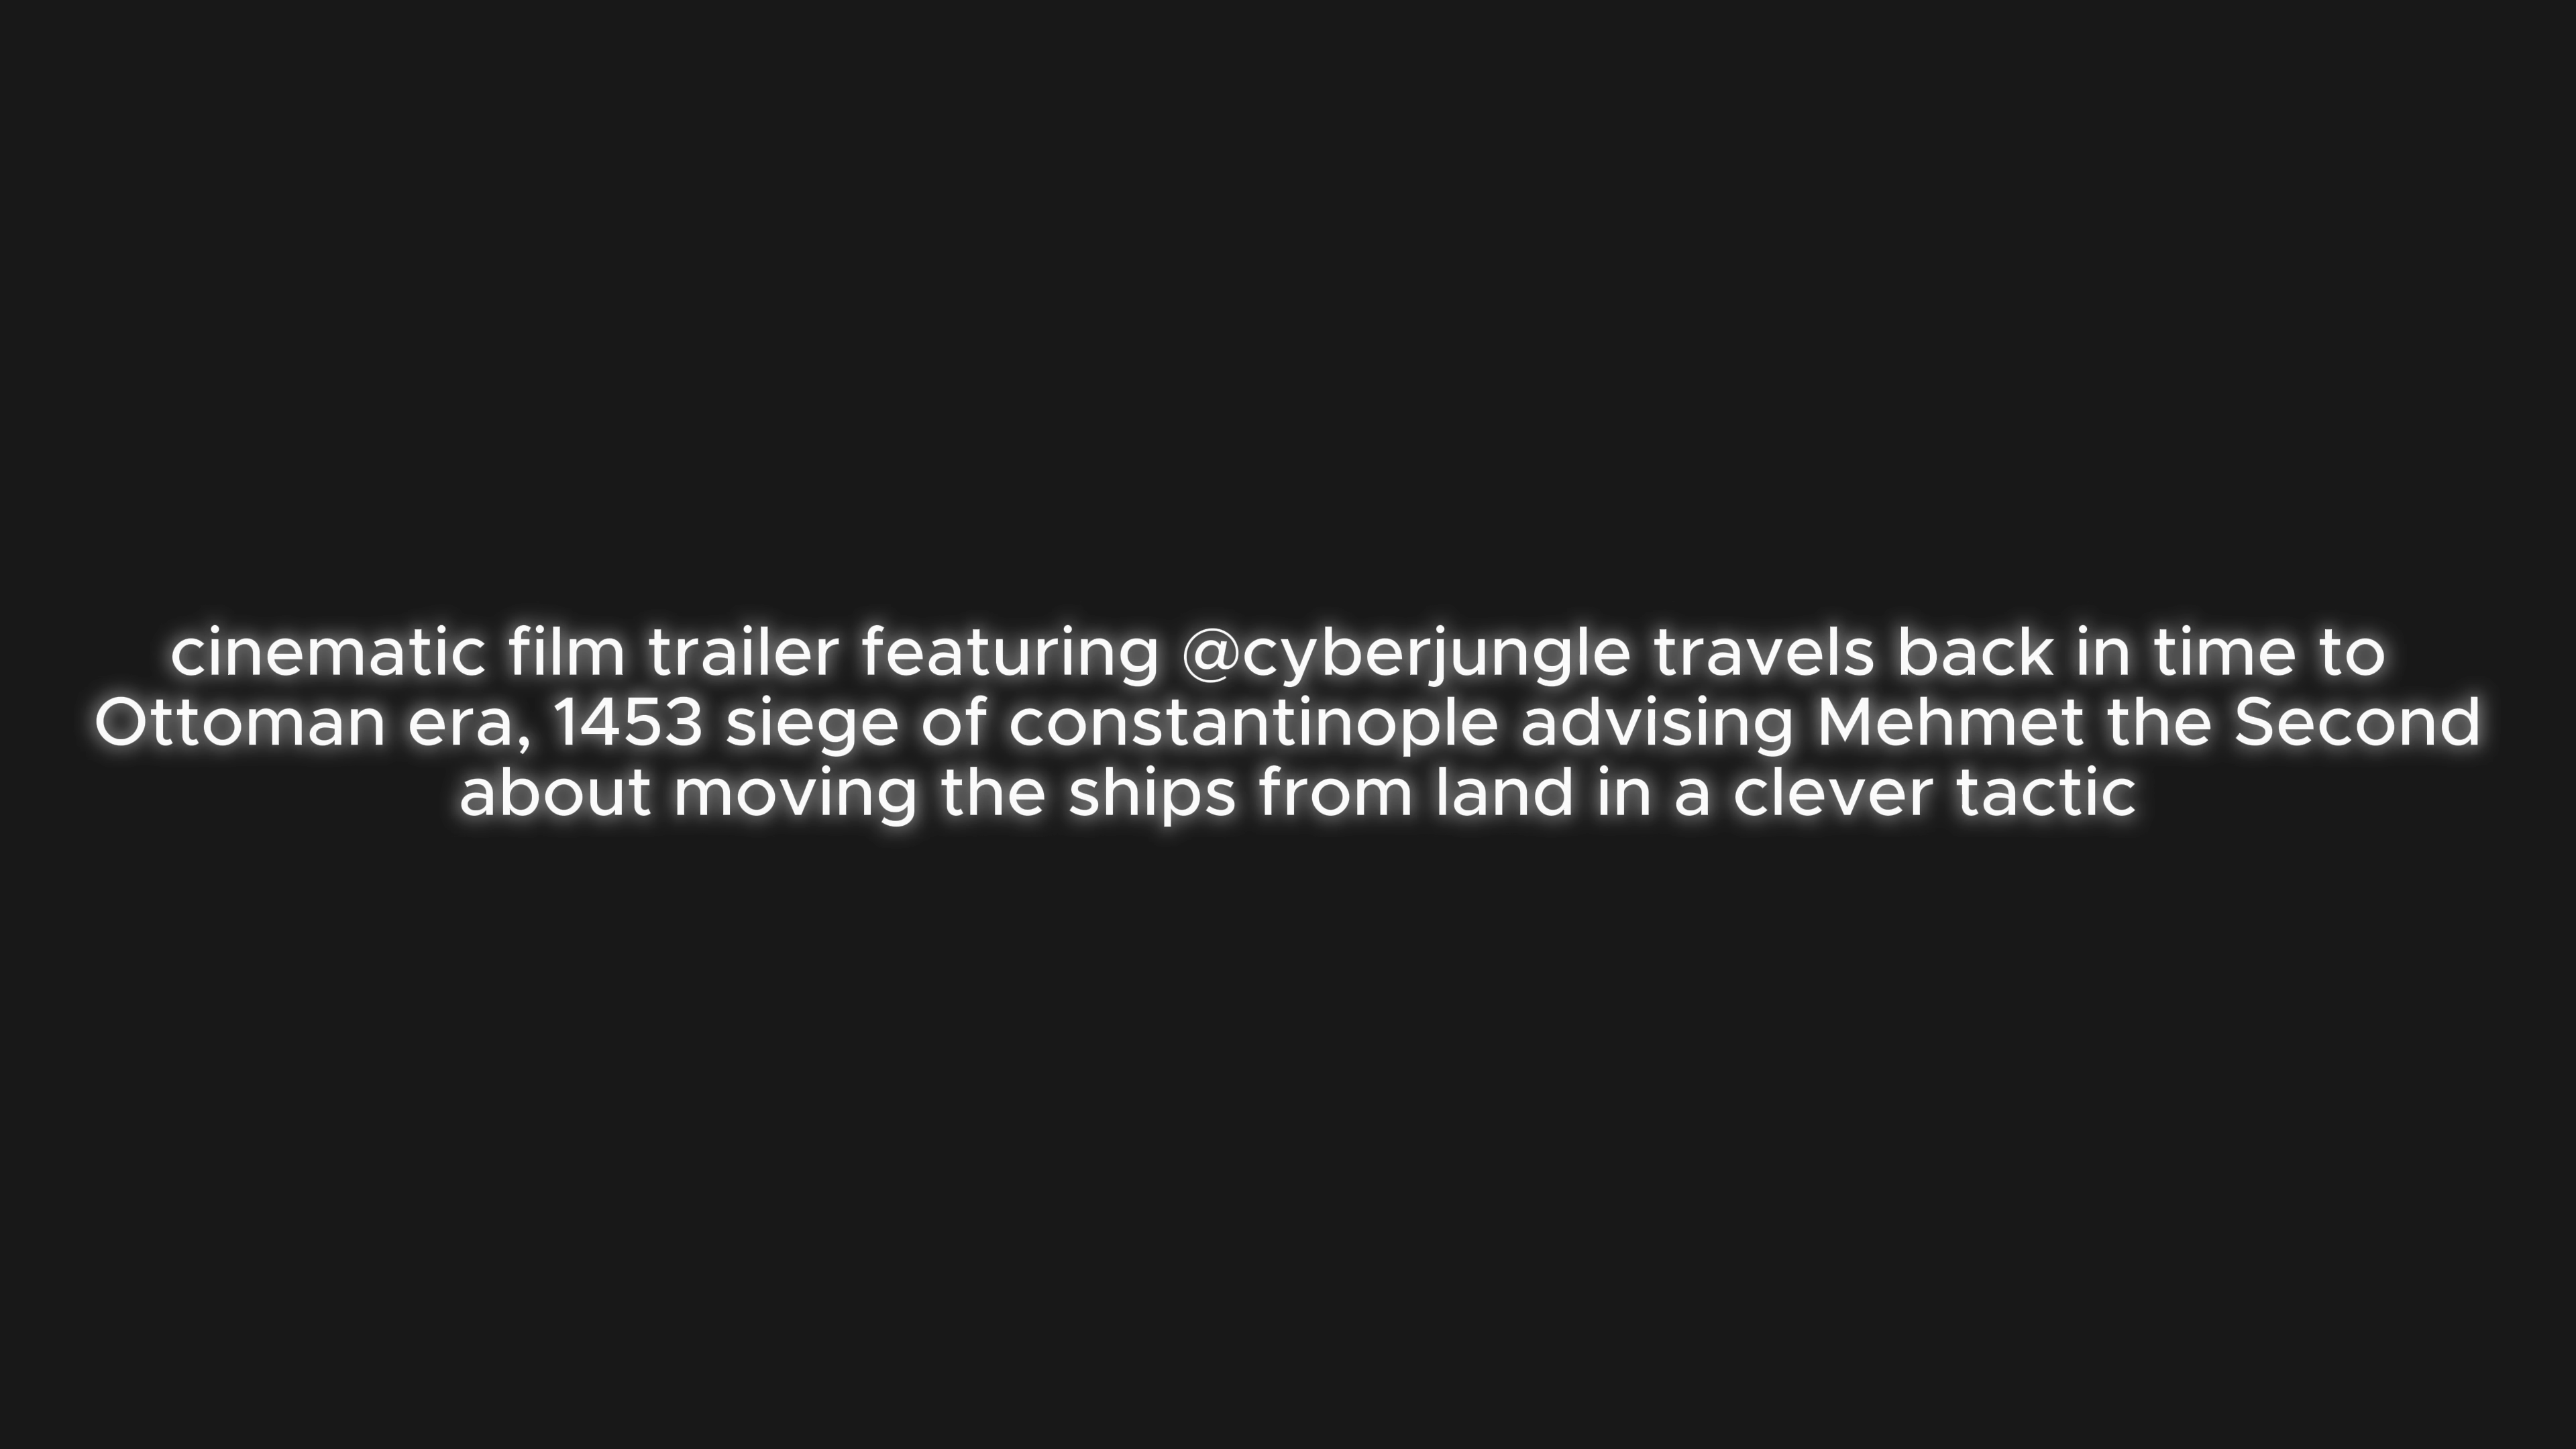 cinematic film trailer featuring @cyberjungle travels back in time to
Ottoman era, 1453 siege of constantinople advising Mehmet the Second
about moving the ships from land in a clever tactic